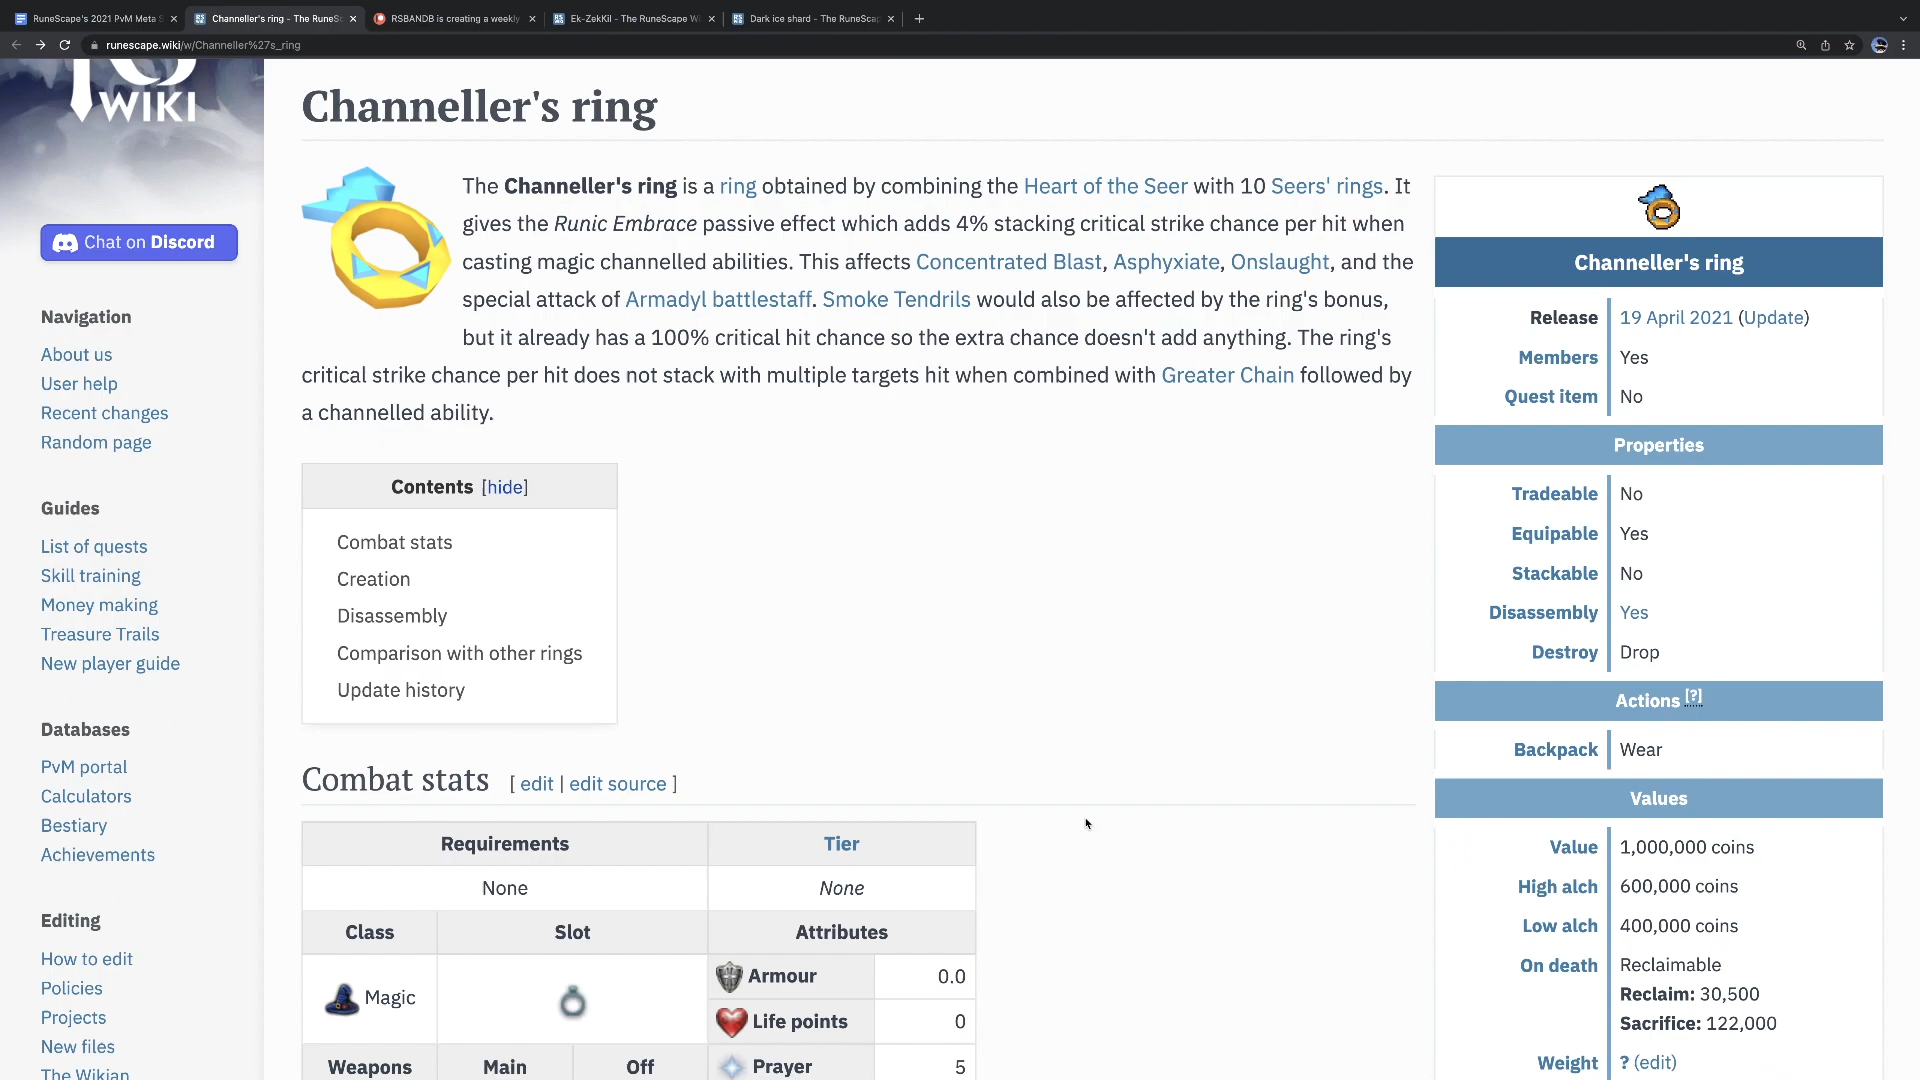 RuneScape's 2021 PvM Meta S
Channeller's ring - The RuneSc
RSBANDB is creating a weekly
Ek-ZekKil - The RuneScape Wi
Dark ice shard - The RuneScap
runescape.wiki/w/Channeller%27s_ring
WIKI
Chat on Discord
Navigation
About us
User help
Recent changes
Random page
Guides
List of quests
Skill training
Money making
Treasure Trails
New player guide
Databases
PvM portal
Calculators
Bestiary
Achievements
Editing
How to edit
Policies
Projects
New files
The Wikian
Channeller's ring
The Channeller's ring is a ring obtained by combining the Heart of the Seer with 10 Seers' rings. It
gives the Runic Embrace passive effect which adds 4% stacking critical strike chance per hit when
casting magic channelled abilities. This affects Concentrated Blast, Asphyxiate, Onslaught, and the
special attack of Armadyl battlestaff. Smoke Tendrils would also be affected by the ring's bonus,
but it already has a 100% critical hit chance so the extra chance doesn't add anything. The ring's
critical strike chance per hit does not stack with multiple targets hit when combined with Greater Chain followed by
a channelled ability.
Contents [hide]
Combat stats
Creation
Disassembly
Comparison with other rings
Update history
Combat stats [ edit | edit source ]
Requirements Tier
None None
Class Slot Attributes
Magic Armour 0.0
Life points 0
Weapons Main Off Prayer 5
Channeller's ring
Release 19 April 2021 (Update)
Members Yes
Quest item No
Properties
Tradeable No
Equipable Yes
Stackable No
Disassembly Yes
Destroy Drop
Actions [?]
Backpack Wear
Values
Value 1,000,000 coins
High alch 600,000 coins
Low alch 400,000 coins
On death Reclaimable
Reclaim: 30,500
Sacrifice: 122,000
Weight ? (edit)